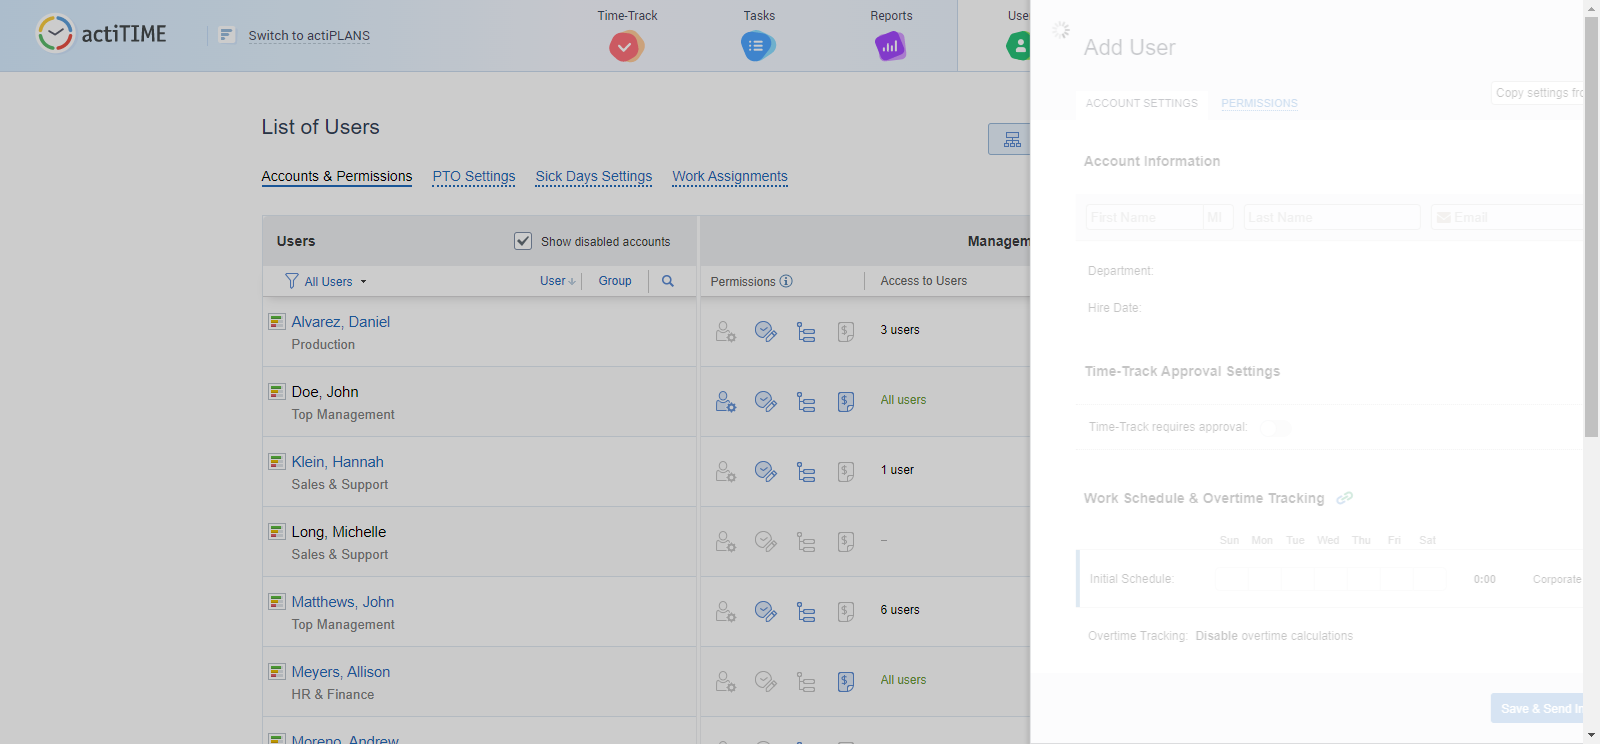 actiTIME
Switch to actiPLANS
Time-Track
Tasks
Reports
Add User
ACCOUNT SETTINGS
PERMISSIONS
Copy settings
List of Users
Accounts & Permissions
PTO Settings
Sick Days Settings
Work Assignments
Account Information
First Name
MI
Last Name
Email
Users
Show disabled accounts
All Users
User
Group
Permissions
Access to Users
Department:
Hire Date:
Alvarez, Daniel
Production
3 users
Doe, John
Top Management
All users
Klein, Hannah
Sales & Support
1 user
Long, Michelle
Sales & Support
–
Matthews, John
Top Management
6 users
Meyers, Allison
HR & Finance
All users
Moreno, Andrew
Time-Track Approval Settings
Time-Track requires approval:
Work Schedule & Overtime Tracking
Sun Mon Tue Wed Thu Fri Sat
Initial Schedule:
0:00
Corporate
Overtime Tracking: Disable overtime calculations
Save & Send